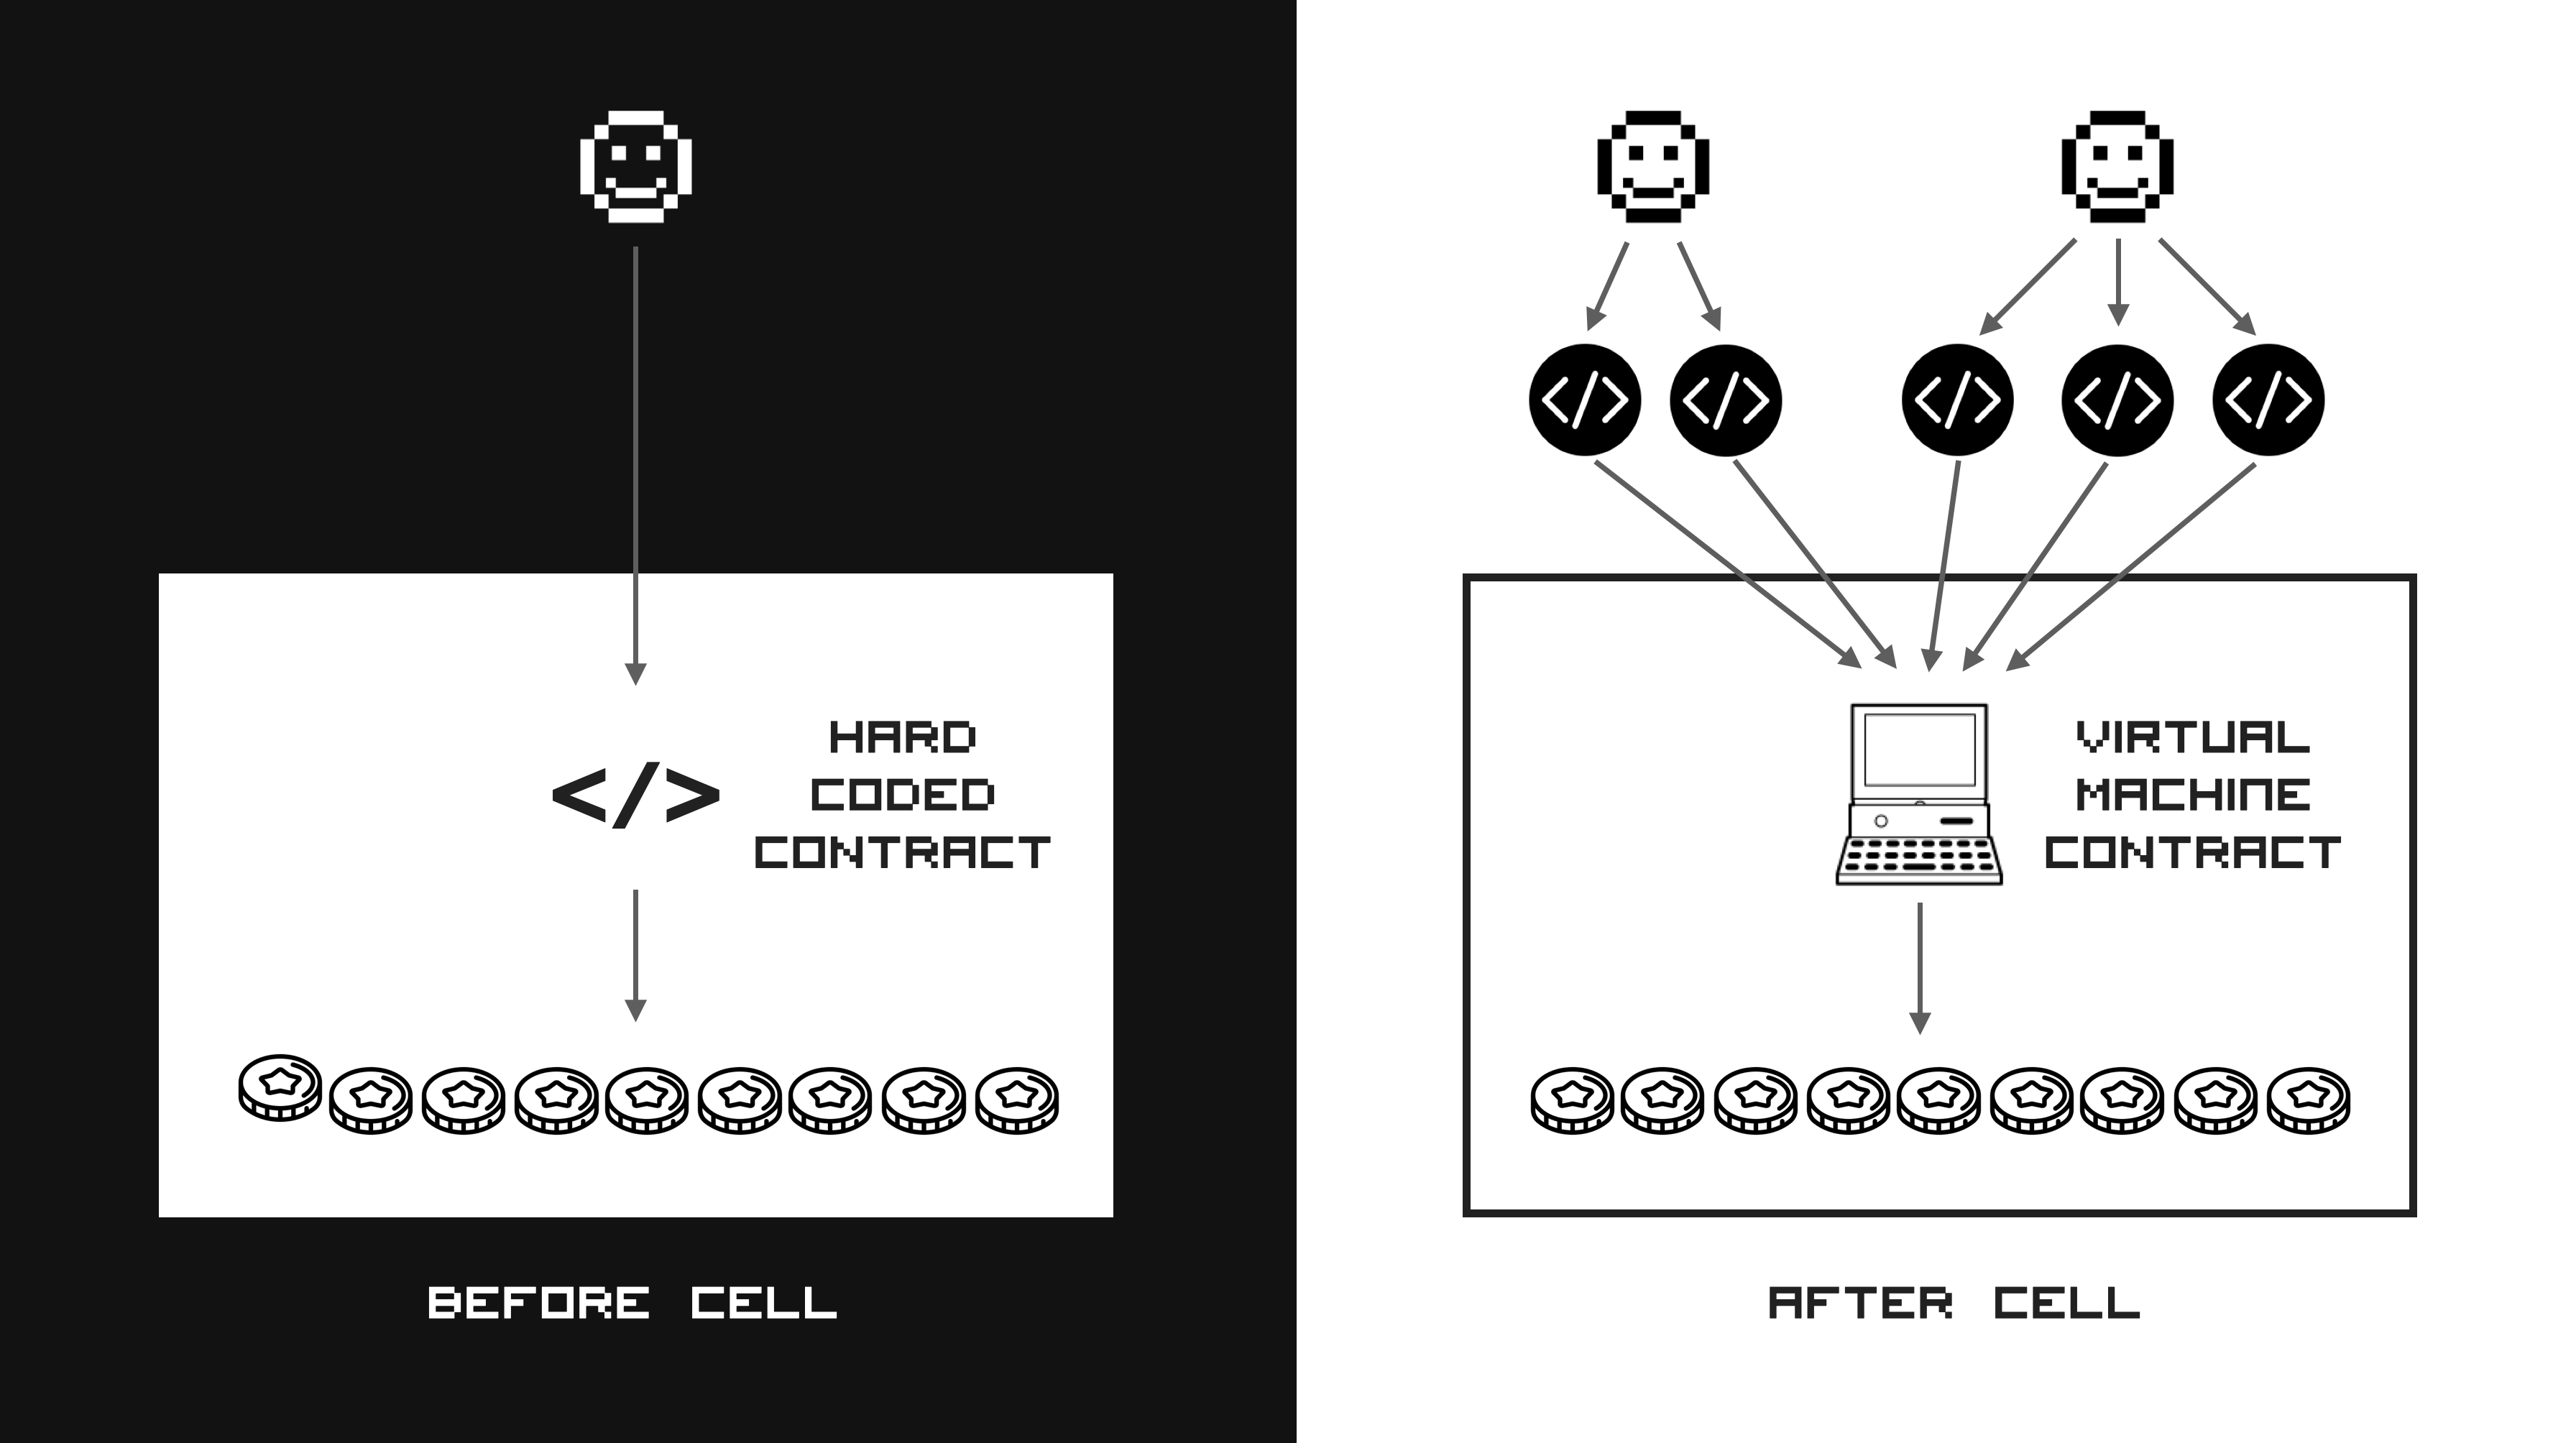 </>
HARD
CODED
CONTRACT
BEFORE CELL
</>
</>
</>
</>
</>
VIRTUAL
MACHINE
CONTRACT
AFTER CELL